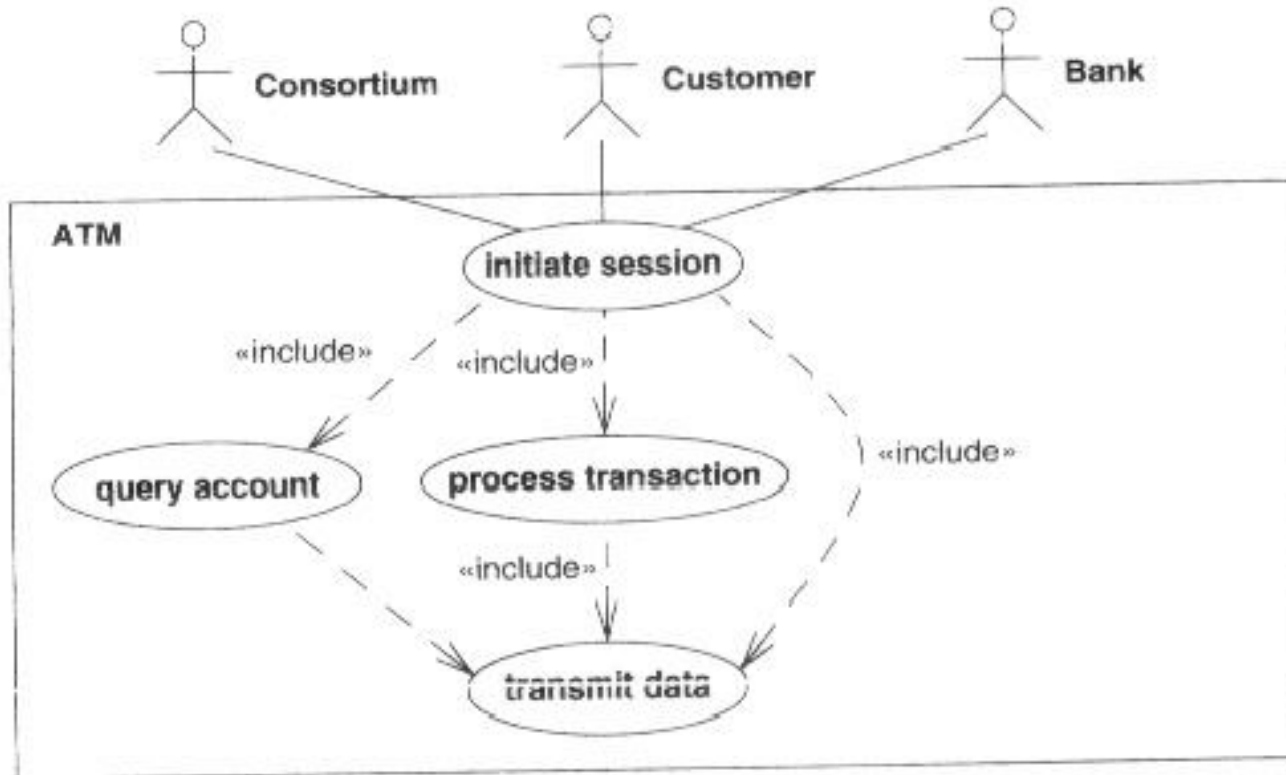 Consortium
Customer
Bank
ATM
initiate session
«include»
«include»
«include»
query account
process transaction
«include»
transmit data